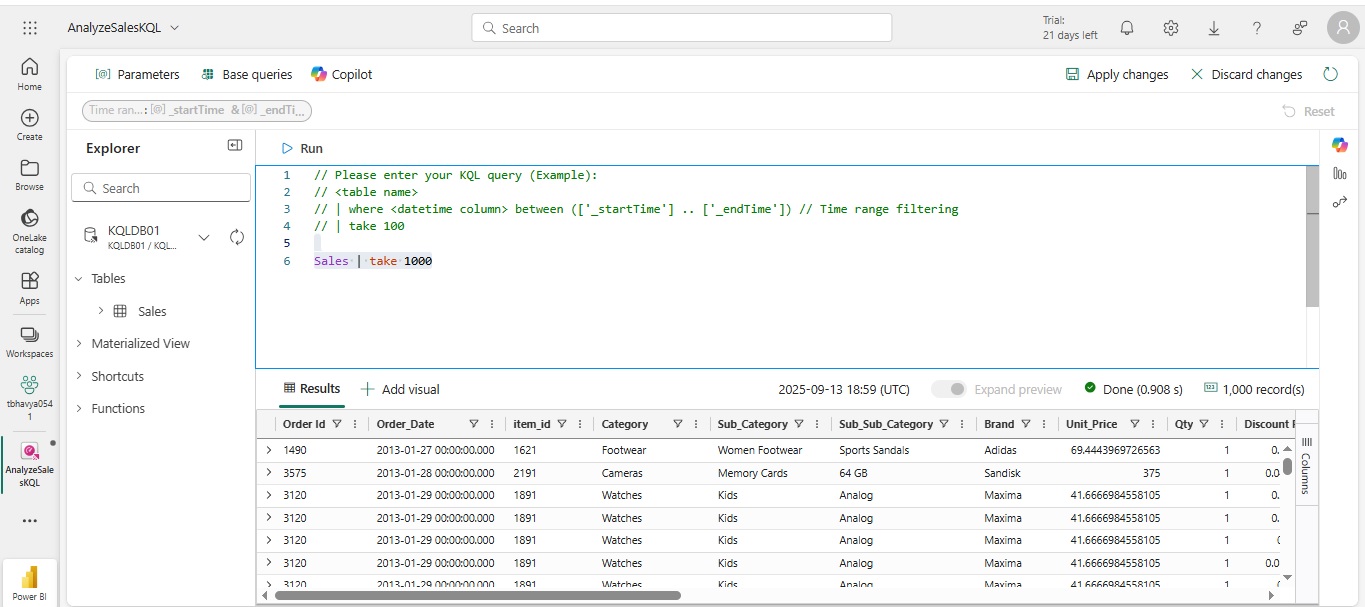 AnalyzeSalesKQL
Search
Trial:
21 days left
Home
Create
Browse
OneLake
catalog
Apps
Workspaces
tbhavya054
1
AnalyzeSale
sKQL
Power BI
[@] Parameters
Base queries
Copilot
Apply changes
Discard changes
Time ran... : [@] _startTime & [@] _endTi...
Reset
Explorer
Search
KQLDB01
KQLDB01 / KQL...
Tables
Sales
Materialized View
Shortcuts
Functions
Run
1 // Please enter your KQL query (Example):
2 // <table name>
3 // | where <datetime column> between (['_startTime'] .. ['_endTime']) // Time range filtering
4 // | take 100
5
6 Sales | take 1000
Results
Add visual
2025-09-13 18:59 (UTC)
Expand preview
Done (0.908 s)
1,000 record(s)
Order Id Order_Date item_id Category Sub_Category Sub_Sub_Category Brand Unit_Price Qty Discount
1490 2013-01-27 00:00:00.000 1621 Footwear Women Footwear Sports Sandals Adidas 69.4443969726563 1 0.
3575 2013-01-28 00:00:00.000 2191 Cameras Memory Cards 64 GB Sandisk 375 1 0.0
3120 2013-01-29 00:00:00.000 1891 Watches Kids Analog Maxima 41.6666984558105 1 0.
3120 2013-01-29 00:00:00.000 1891 Watches Kids Analog Maxima 41.6666984558105 1 0.
3120 2013-01-29 00:00:00.000 1891 Watches Kids Analog Maxima 41.6666984558105 1
3120 2013-01-29 00:00:00.000 1891 Watches Kids Analog Maxima 41.6666984558105 1 0.0
3120 2013-01-29 00:00:00.000 1891 Watches Kids Analog Maxima 41.6666984558105 1
Columns